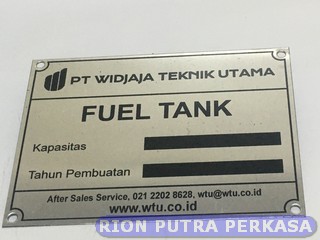 PT WIDJAJA TEKNIK UTAMA
FUEL TANK
Kapasitas
Tahun Pembuatan
After Sales Service, 021 2202 8628, wtu@wtu.co.id
www.wtu.co.id
RION PUTRA PERKASA